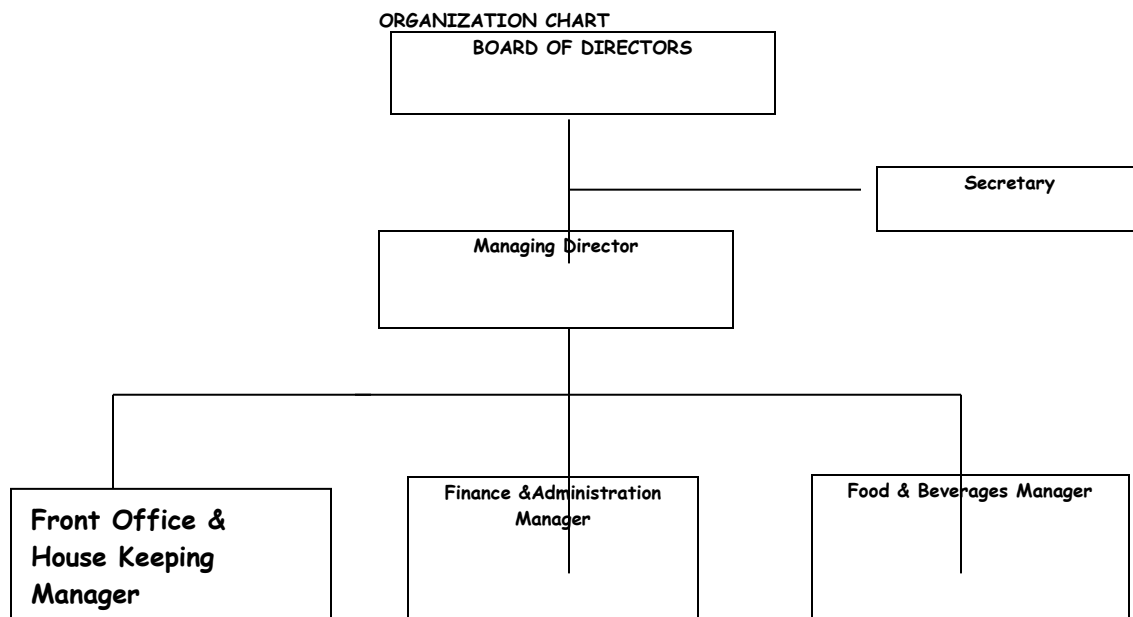 ORGANIZATION CHART
BOARD OF DIRECTORS
Secretary
Managing Director
Front Office &
House Keeping
Manager
Finance &Administration
Manager
Food & Beverages Manager